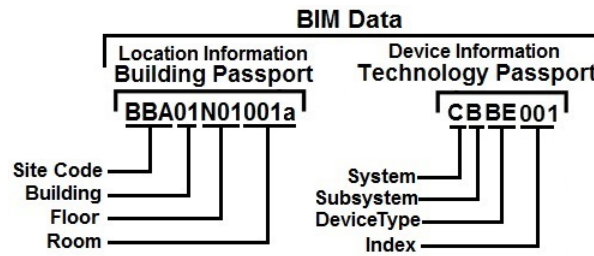 BIM Data
Location Information
Building Passport
BBA01N01001a
Site Code
Building
Floor
Room
Device Information
Technology Passport
CBBE001
System
Subsystem
DeviceType
Index